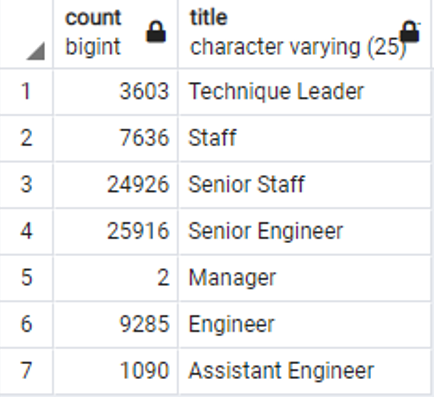 count title
bigint character varying (25)
1 3603 Technique Leader
2 7636 Staff
3 24926 Senior Staff
4 25916 Senior Engineer
5 2 Manager
6 9285 Engineer
7 1090 Assistant Engineer